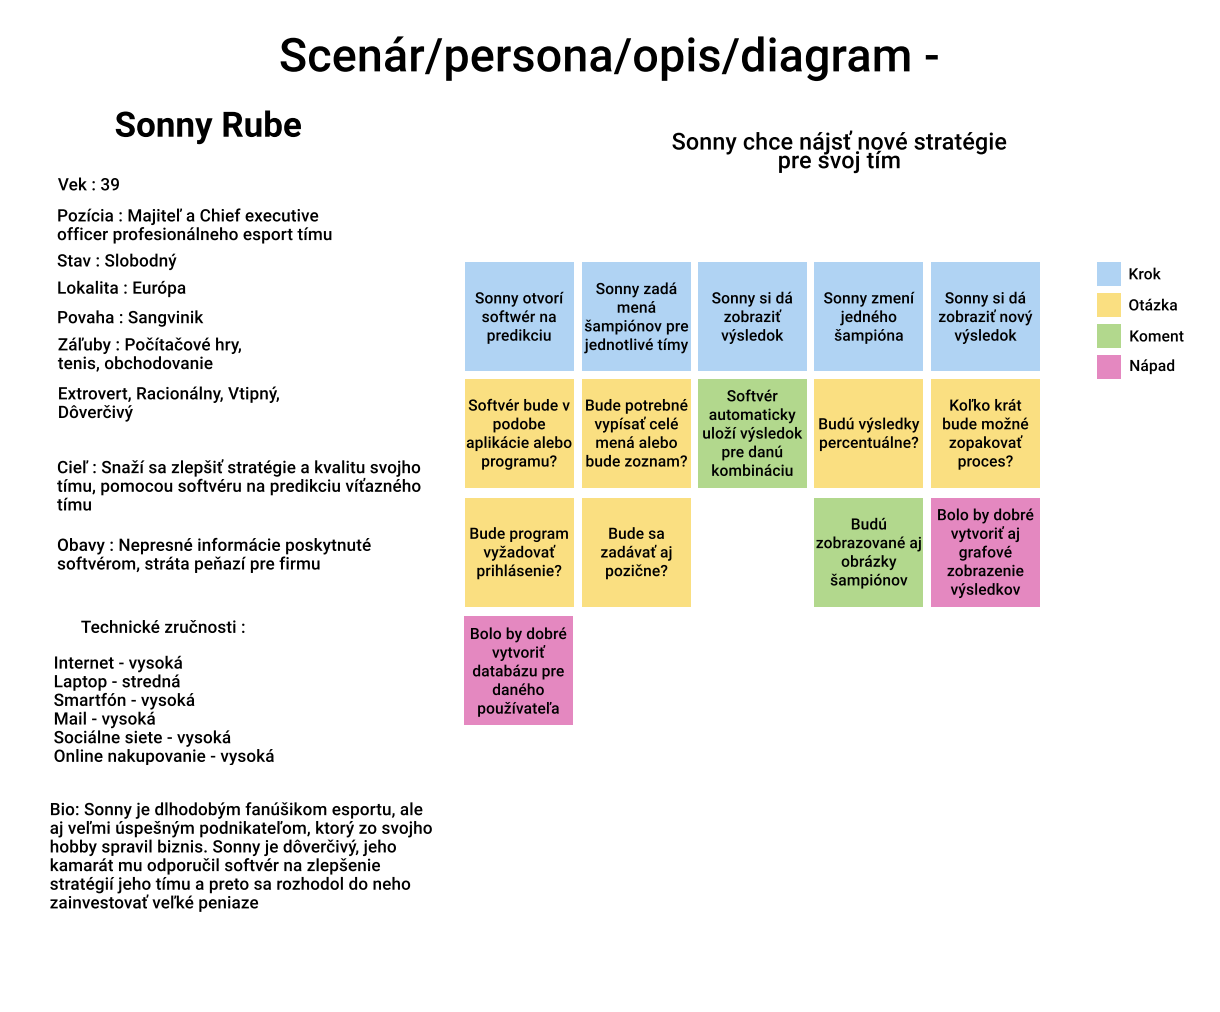 Scenár/persona/opis/diagram -
Sonny Rube
Vek : 39
Pozícia : Majiteľ a Chief executive
officer profesionálneho esport tímu
Stav : Slobodný
Lokalita : Európa
Povaha : Sangvinik
Záľuby : Počítačové hry,
tenis, obchodovanie
Extrovert, Racionálny, Vtipný,
Dôverčivý
Cieľ : Snaží sa zlepšiť stratégie a kvalitu svojho
tímu, pomocou softvéru na predikciu víťazného
tímu
Obavy : Nepresné informácie poskytnuté
softvérom, stráta peňazí pre firmu
Technické zručnosti :
Internet - vysoká
Laptop - stredná
Smartfón - vysoká
Mail - vysoká
Sociálne siete - vysoká
Online nakupovanie - vysoká
Bio: Sonny je dlhodobým fanúšikom esportu, ale
aj veľmi úspešným podnikateľom, ktorý zo svojho
hobby spravil biznis. Sonny je dôverčivý, jeho
kamarát mu odporučil softvér na zlepšenie
stratégií jeho tímu a preto sa rozhodol do neho
zainvestovať veľké peniaze
Sonny chce nájsť nové stratégie
pre svoj tím
Sonny otvorí
softwér na
predikciu
Sonny zadá
mená
šampiónov pre
jednotlivé tímy
Sonny si dá
zobraziť
výsledok
Sonny zmení
jedného
šampióna
Sonny si dá
zobraziť nový
výsledok
Softvér bude v
podobe
aplikácie alebo
programu?
Bude potrebné
vypísať celé
mená alebo
bude zoznam?
Softvér
automaticky
uloží výsledok
pre danú
kombináciu
Budú výsledky
percentuálne?
Koľko krát
bude možné
zopakovať
proces?
Bude program
vyžadovať
prihlásenie?
Bude sa
zadávať aj
pozične?
Budú
zobrazované aj
obrázky
šampiónov
Bolo by dobré
vytvoriť aj
grafové
zobrazenie
výsledkov
Bolo by dobré
vytvoriť
databázu pre
daného
používateľa
Krok
Otázka
Koment
Nápad